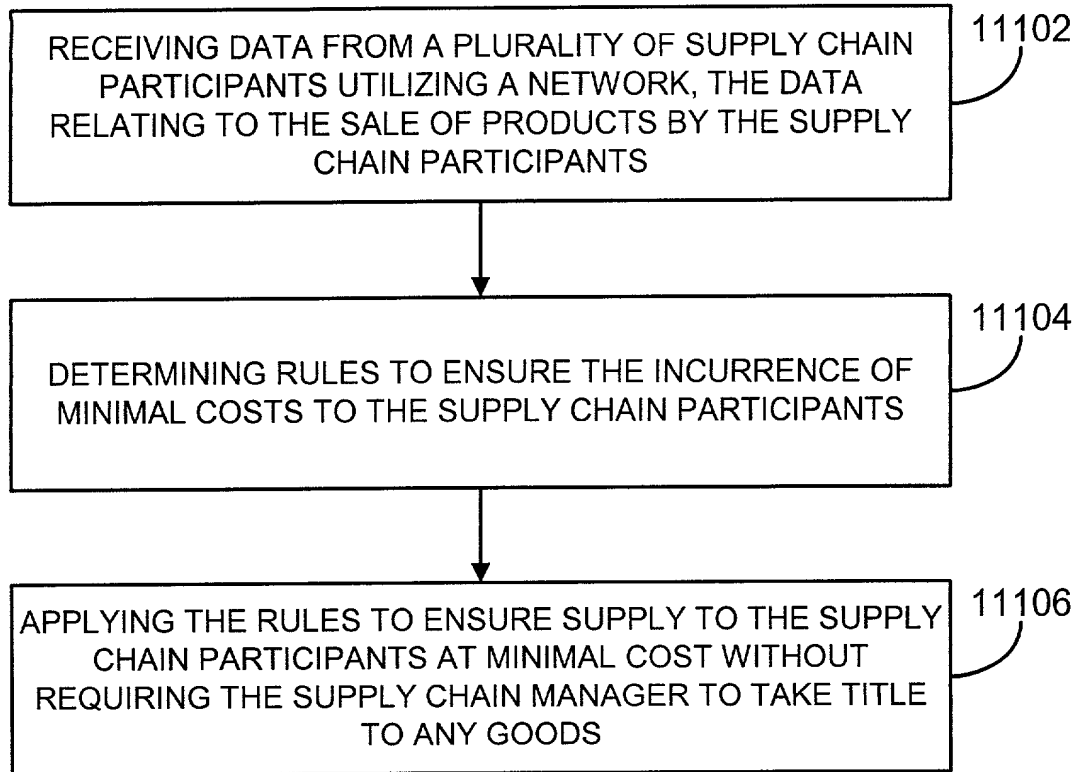 RECEIVING DATA FROM A PLURALITY OF SUPPLY CHAIN
PARTICIPANTS UTILIZING A NETWORK, THE DATA
RELATING TO THE SALE OF PRODUCTS BY THE SUPPLY
CHAIN PARTICIPANTS
11102
DETERMINING RULES TO ENSURE THE INCURRENCE OF
MINIMAL COSTS TO THE SUPPLY CHAIN PARTICIPANTS
11104
APPLYING THE RULES TO ENSURE SUPPLY TO THE SUPPLY
CHAIN PARTICIPANTS AT MINIMAL COST WITHOUT
REQUIRING THE SUPPLY CHAIN MANAGER TO TAKE TITLE
TO ANY GOODS
11106